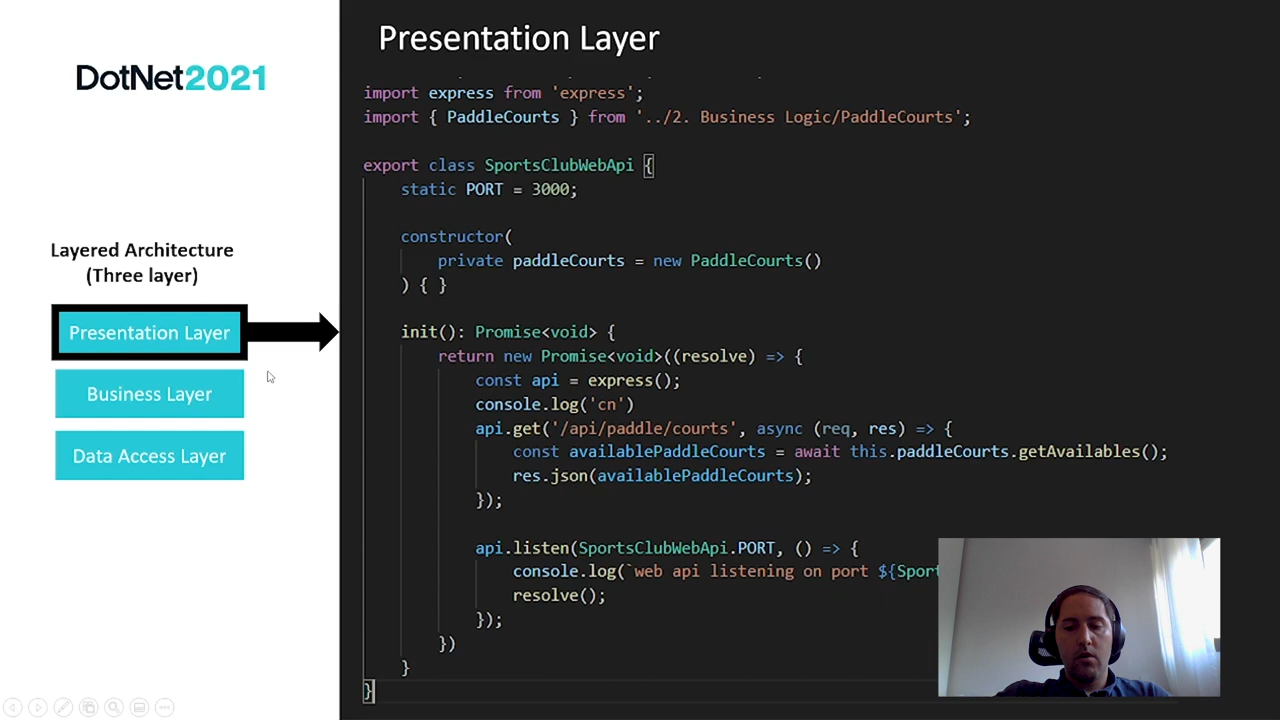 DotNet2021
Layered Architecture
(Three layer)
Presentation Layer
Business Layer
Data Access Layer
Presentation Layer
import express from 'express';
import { PaddleCourts } from '../2. Business Logic/PaddleCourts';
export class SportsClubWebApi {
static PORT = 3000;
constructor(
private paddleCourts = new PaddleCourts()
) { }
init(): Promise<void> {
return new Promise<void>((resolve) => {
const api = express();
console.log('cn')
api.get('/api/paddle/courts', async (req, res) => {
const availablePaddleCourts = await this.paddleCourts.getAvailables();
res.json(availablePaddleCourts);
});
api.listen(SportsClubWebApi.PORT, () => {
console.log(`web api listening on port ${Sport
resolve();
});
})
}
}